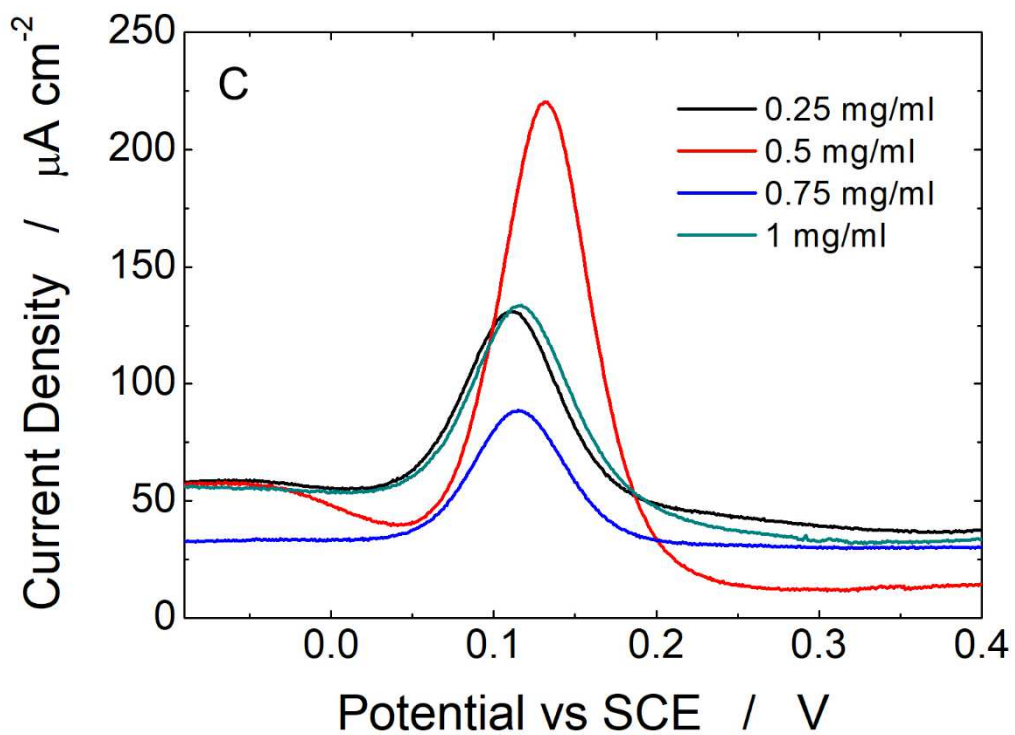 C
0.25 mg/ml
0.5 mg/ml
0.75 mg/ml
1 mg/ml
250
200
150
100
50
0
0.0 0.1 0.2 0.3 0.4
Current Density / μA cm⁻²
Potential vs SCE / V